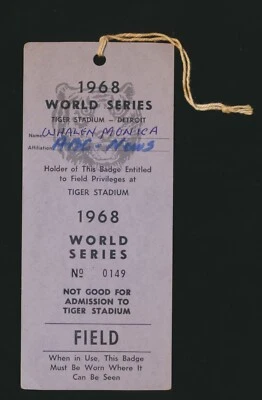 1968
WORLD SERIES
TIGER STADIUM - DETROIT
Name WHALEN MONICA
Affiliation ABC - News
Holder of This Badge Entitled
to Field Privileges at
TIGER STADIUM
1968
WORLD
SERIES
No 0149
NOT GOOD FOR
ADMISSION TO
TIGER STADIUM
FIELD
When in Use, This Badge
Must Be Worn Where It
Can Be Seen